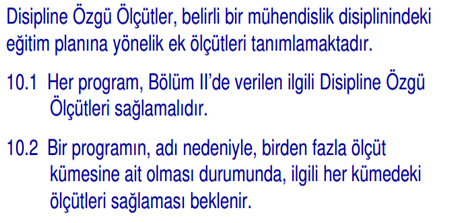 Disipline Özgü Ölçütler, belirli bir mühendislik disiplinindeki
eğitim planına yönelik ek ölçütleri tanımlamaktadır.
10.1 Her program, Bölüm II'de verilen ilgili Disipline Özgü
Ölçütleri sağlamalıdır.
10.2 Bir programın, adı nedeniyle, birden fazla ölçüt
kümesine ait olması durumunda, ilgili her kümedeki
ölçütleri sağlaması beklenir.